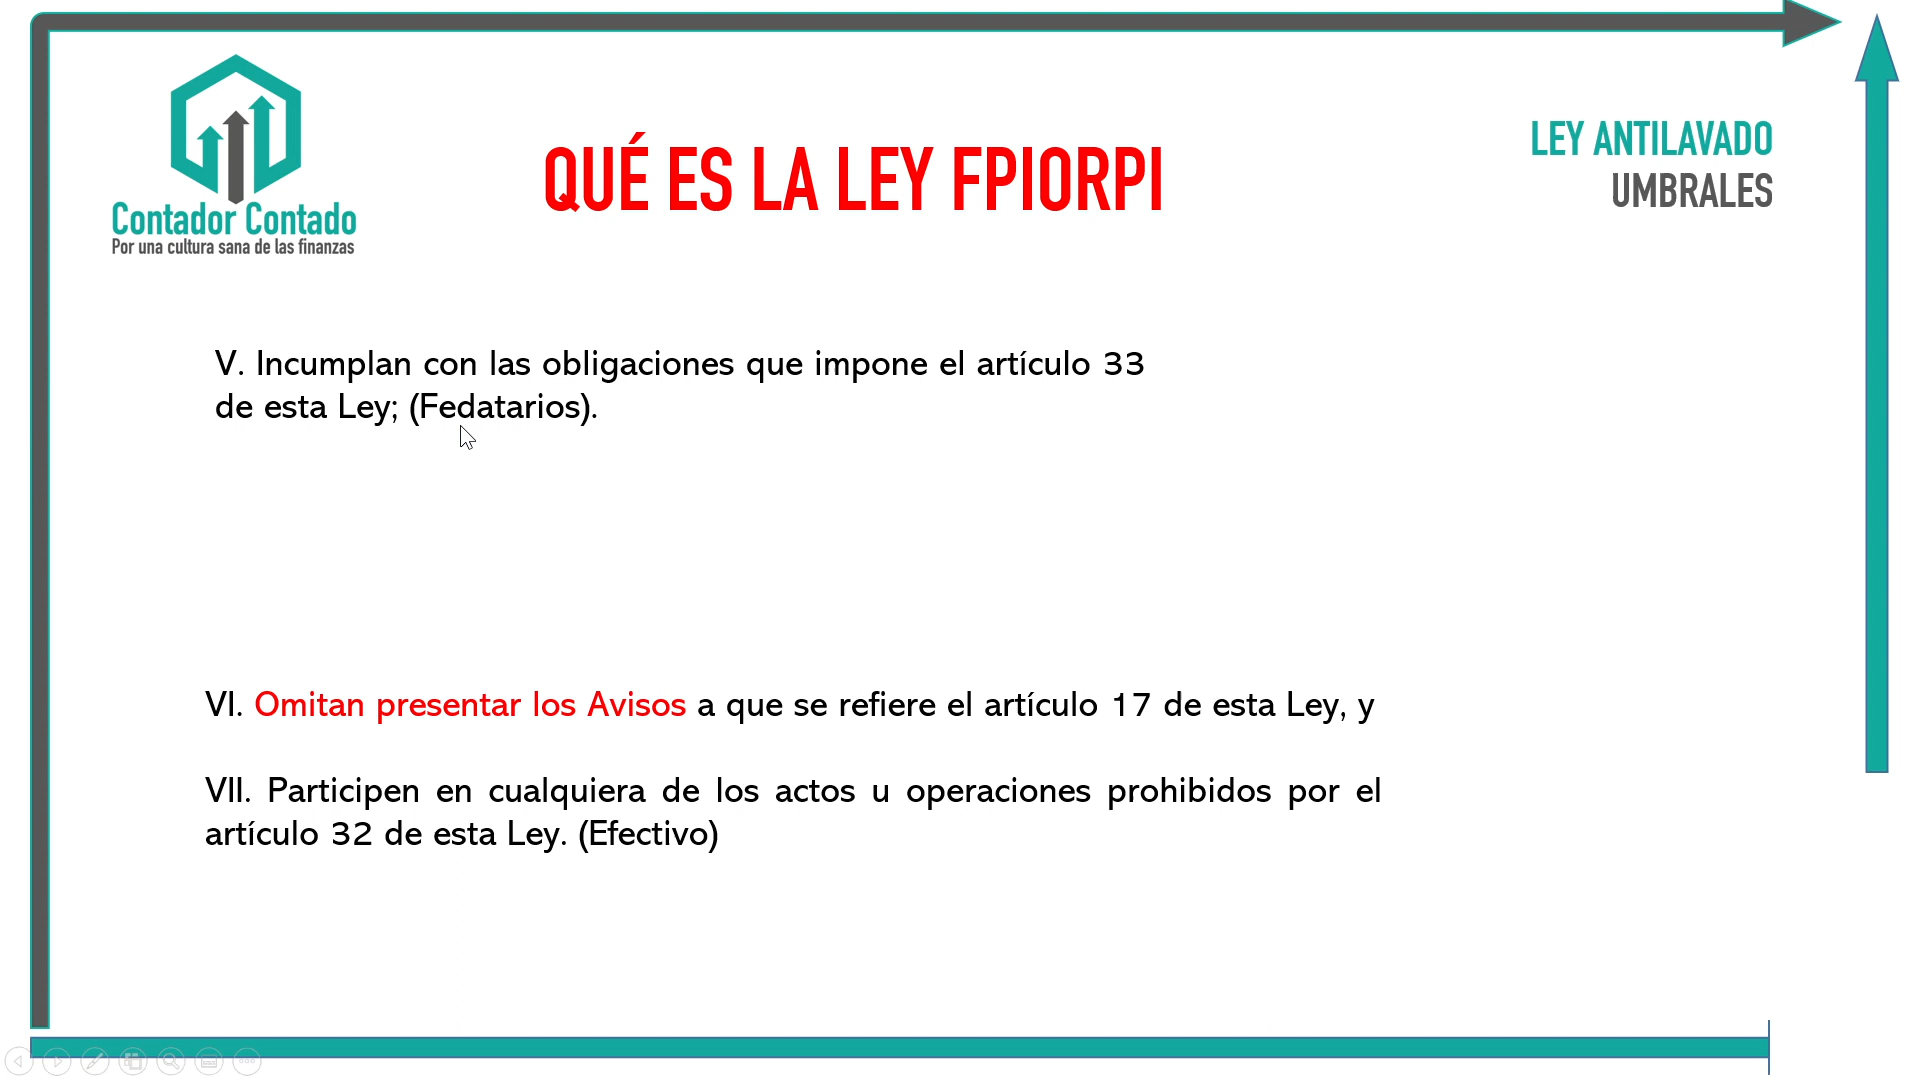 QUÉ ES LA LEY FPIORPI
LEY ANTILAVADO
UMBRALES
Contador Contado
Por una cultura sana de las finanzas
V. Incumplan con las obligaciones que impone el artículo 33
de esta Ley; (Fedatarios).
VI. Omitan presentar los Avisos a que se refiere el artículo 17 de esta Ley, y
VII. Participen en cualquiera de los actos u operaciones prohibidos por el
artículo 32 de esta Ley. (Efectivo)